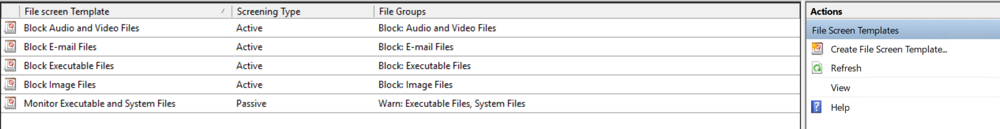 File screen Template Screening Type File Groups
Block Audio and Video Files Active Block: Audio and Video Files
Block E-mail Files Active Block: E-mail Files
Block Executable Files Active Block: Executable Files
Block Image Files Active Block: Image Files
Monitor Executable and System Files Passive Warn: Executable Files, System Files
Actions
File Screen Templates
Create File Screen Template...
Refresh
View
Help